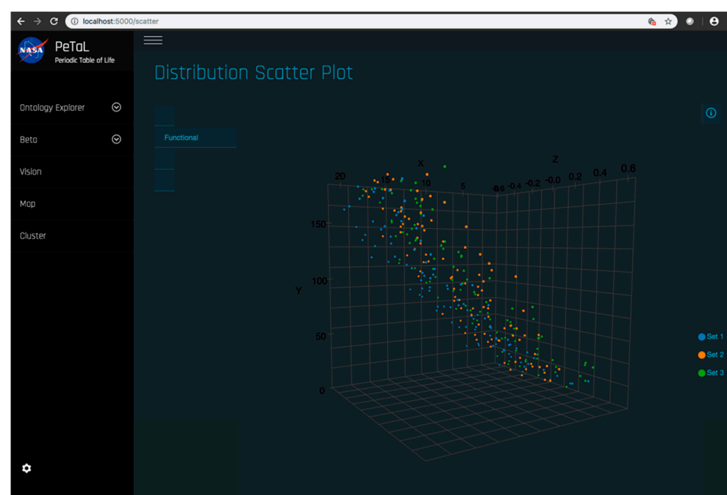 localhost:5000/scatter
NASA
PeTaL
Periodic Table of Life
Distribution Scatter Plot
Ontology Explorer
Functional
Beta
Vision
Map
Cluster
X
Z
20
15
10
5
-0.6 -0.4 -0.2 -0.0 0.2 0.4 0.6
150
100
Y
50
0
Set 1
Set 2
Set 3